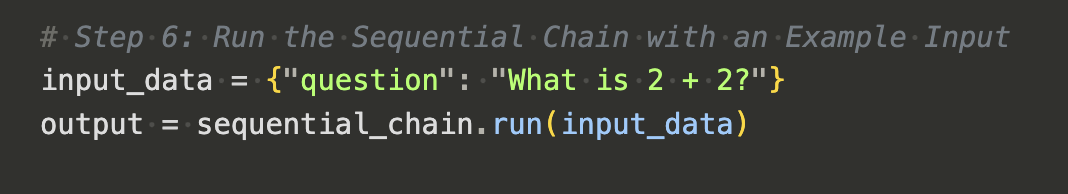 # Step 6: Run the Sequential Chain with an Example Input
input_data = {"question": "What is 2 + 2?"}
output = sequential_chain.run(input_data)